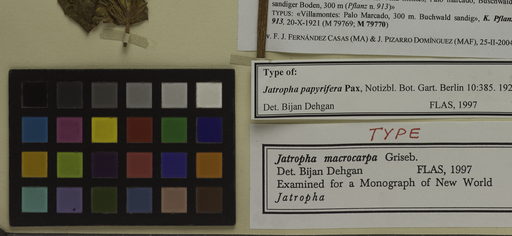 sandiger Boden, 300 m (Pflanz n. 913)»
TYPUS: «Villamontes: Palo Marcado, 300 m. Buchwald sandig», K. Pflanz
913, 20-X-1921 (M 79769; M 79770)
v. F. J. FERNÁNDEZ CASAS (MA) & J. PIZARRO DOMÍNGUEZ (MAF), 25-II-2004
Type of:
Jatropha papyrifera Pax, Notizbl. Bot. Gart. Berlin 10:385. 192
Det. Bijan Dehgan FLAS, 1997
TYPE
Jatropha macrocarpa Griseb.
Det. Bijan Dehgan FLAS, 1997
Examined for a Monograph of New World
Jatropha